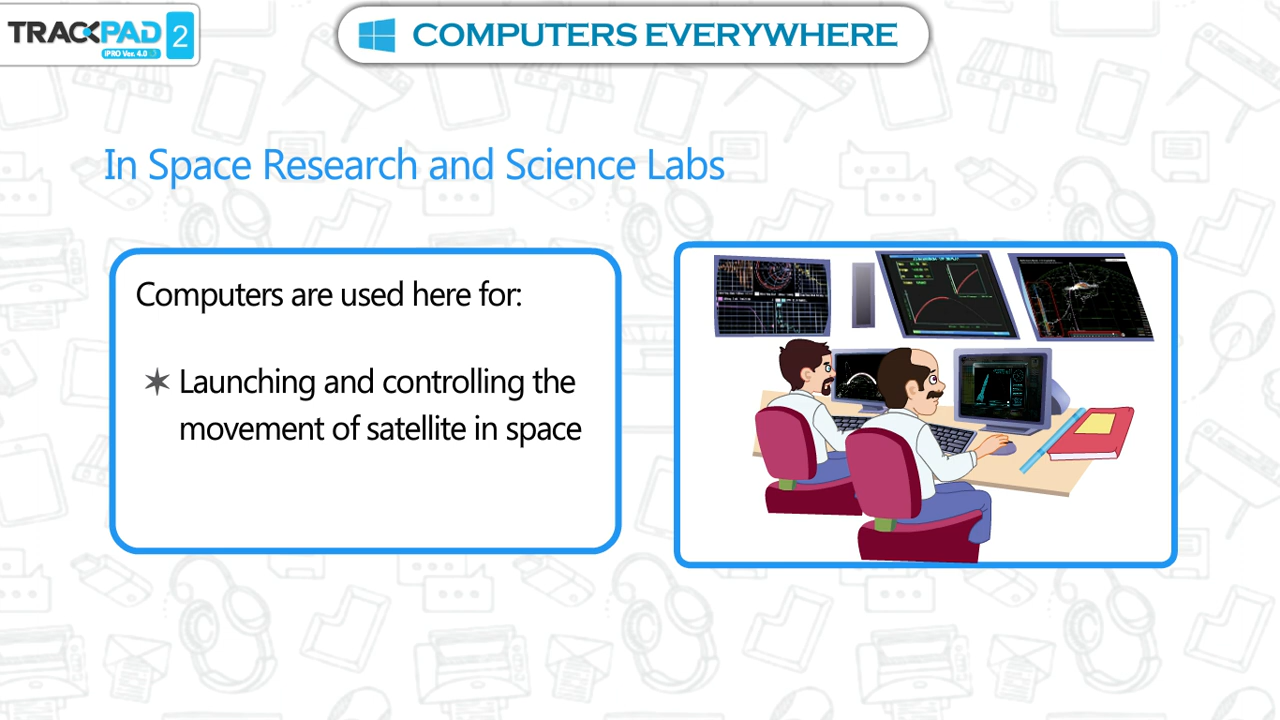 TRACKPAD 2
iPRO Ver. 4.0
COMPUTERS EVERYWHERE
In Space Research and Science Labs
Computers are used here for:
Launching and controlling the
movement of satellite in space